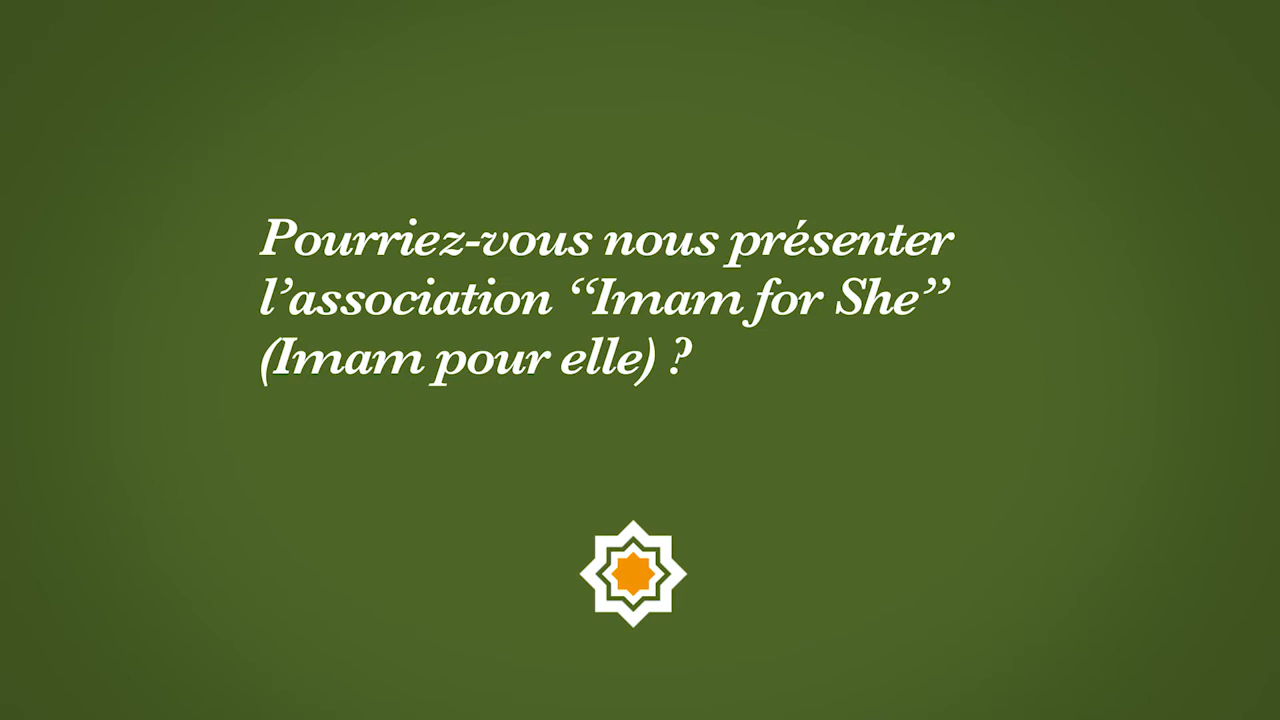 Pourriez-vous nous présenter
l’association “Imam for She”
(Imam pour elle) ?